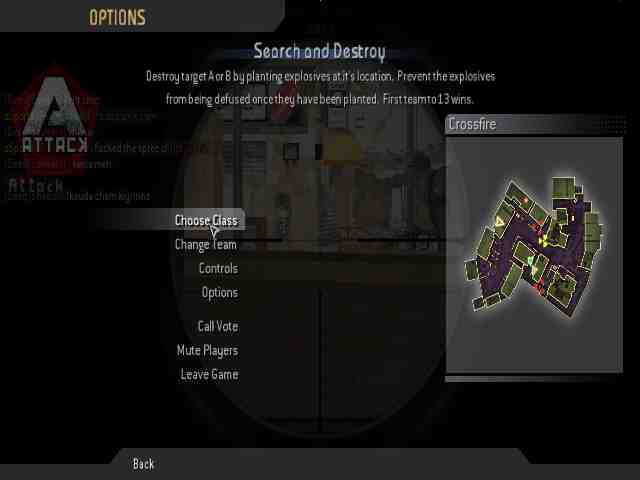 OPTIONS
Search and Destroy
Destroy target A or B by planting explosives at it's location. Prevent the explosives
from being defused once they have been planted. First team to 13 wins.
Crossfire
A
ATTACK
Attack
Choose Class
Change Team
Controls
Options
Call Vote
Mute Players
Leave Game
Back